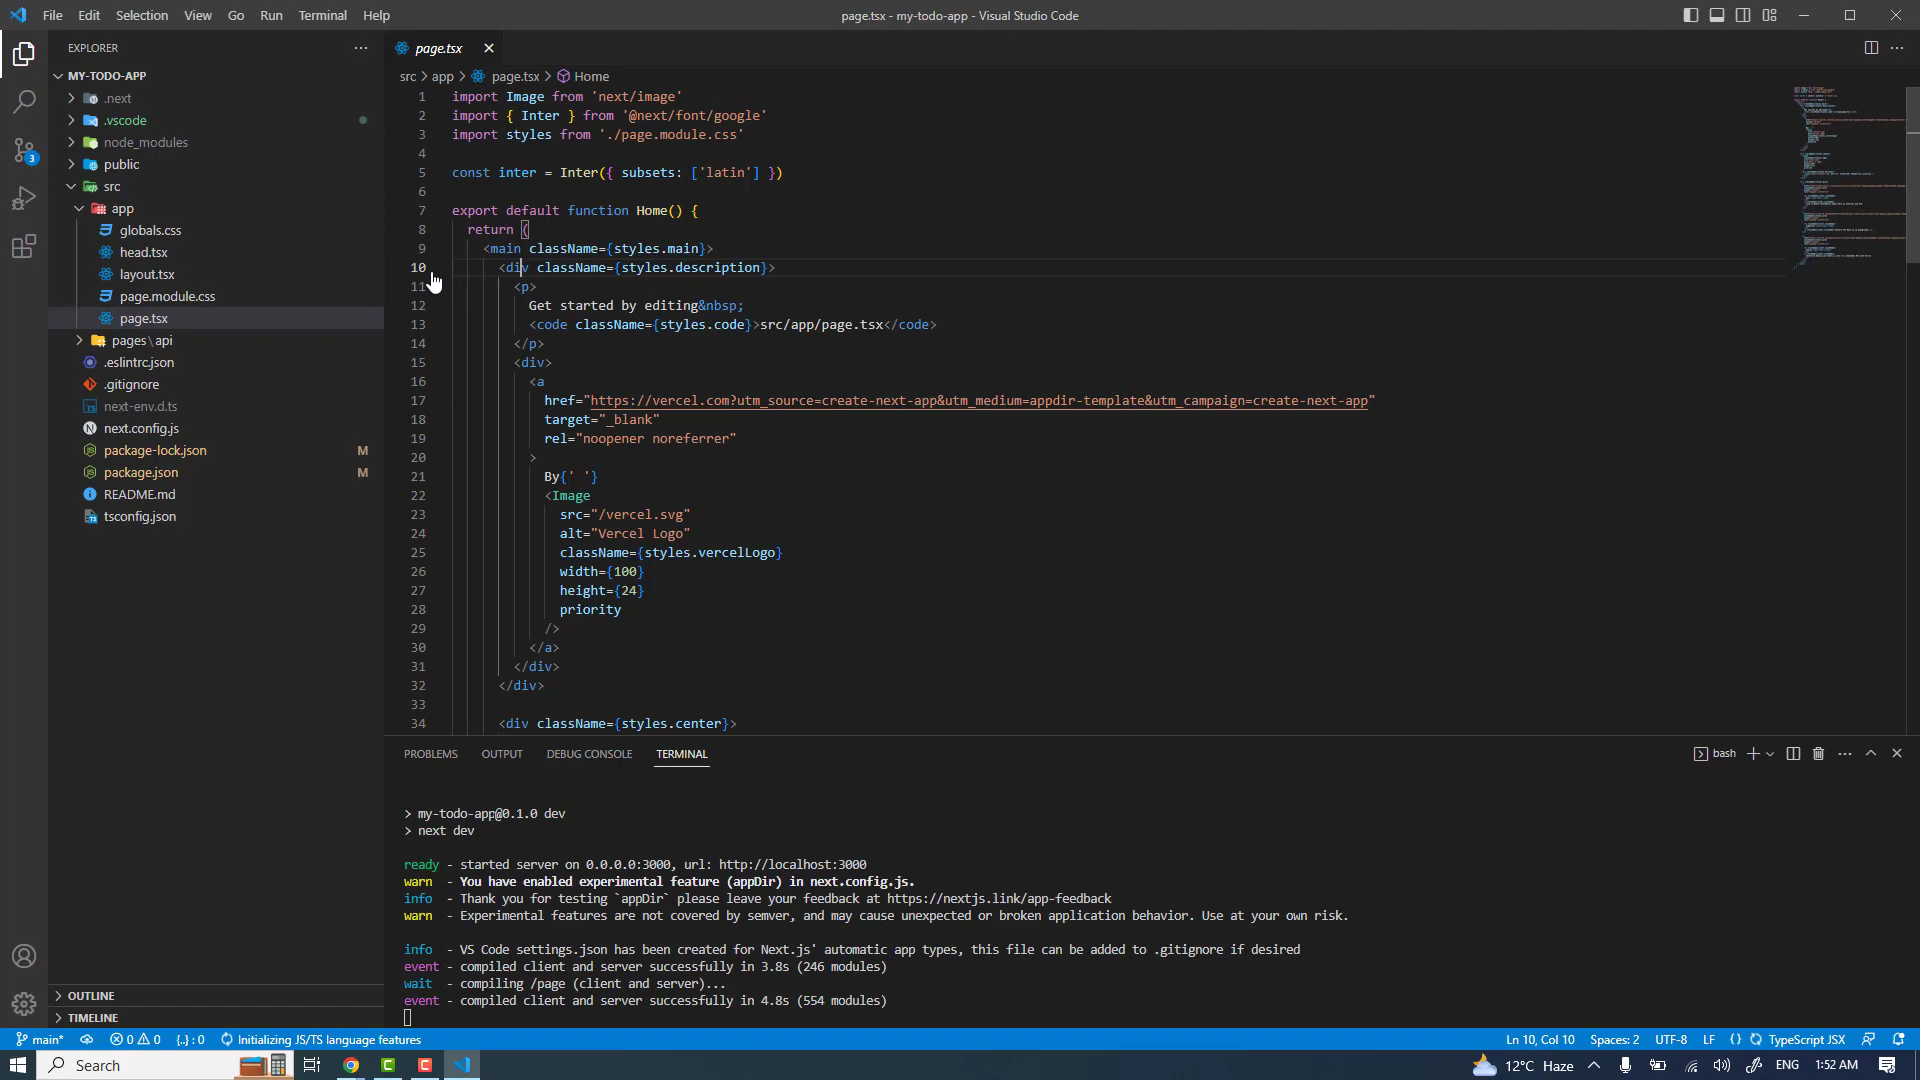 File Edit Selection View Go Run Terminal Help
page.tsx - my-todo-app - Visual Studio Code
EXPLORER
MY-TODO-APP
.next
.vscode
node_modules
public
src
app
globals.css
head.tsx
layout.tsx
page.module.css
page.tsx
pages\api
.eslintrc.json
.gitignore
next-env.d.ts
next.config.js
package-lock.json M
package.json M
README.md
tsconfig.json
OUTLINE
TIMELINE
3
page.tsx
src > app > page.tsx > Home
1 import Image from 'next/image'
2 import { Inter } from '@next/font/google'
3 import styles from './page.module.css'
4
5 const inter = Inter({ subsets: ['latin'] })
6
7 export default function Home() {
8 return (
9 <main className={styles.main}>
10 <div className={styles.description}>
11 <p>
12 Get started by editing&nbsp;
13 <code className={styles.code}>src/app/page.tsx</code>
14 </p>
15 <div>
16 <a
17 href="https://vercel.com?utm_source=create-next-app&utm_medium=appdir-template&utm_campaign=create-next-app"
18 target="_blank"
19 rel="noopener noreferrer"
20 >
21 By{' '}
22 <Image
23 src="/vercel.svg"
24 alt="Vercel Logo"
25 className={styles.vercelLogo}
26 width={100}
27 height={24}
28 priority
29 />
30 </a>
31 </div>
32 </div>
33
34 <div className={styles.center}>
PROBLEMS OUTPUT DEBUG CONSOLE TERMINAL
bash
> my-todo-app@0.1.0 dev
> next dev
ready - started server on 0.0.0.0:3000, url: http://localhost:3000
warn - You have enabled experimental feature (appDir) in next.config.js.
info - Thank you for testing `appDir` please leave your feedback at https://nextjs.link/app-feedback
warn - Experimental features are not covered by semver, and may cause unexpected or broken application behavior. Use at your own risk.
info - VS Code settings.json has been created for Next.js' automatic app types, this file can be added to .gitignore if desired
event - compiled client and server successfully in 3.8s (246 modules)
wait - compiling /page (client and server)...
event - compiled client and server successfully in 4.8s (554 modules)
main* 0 0 {..} : 0 Initializing JS/TS language features
Ln 10, Col 10 Spaces: 2 UTF-8 LF {} TypeScript JSX
Search
12°C Haze ENG 1:52 AM